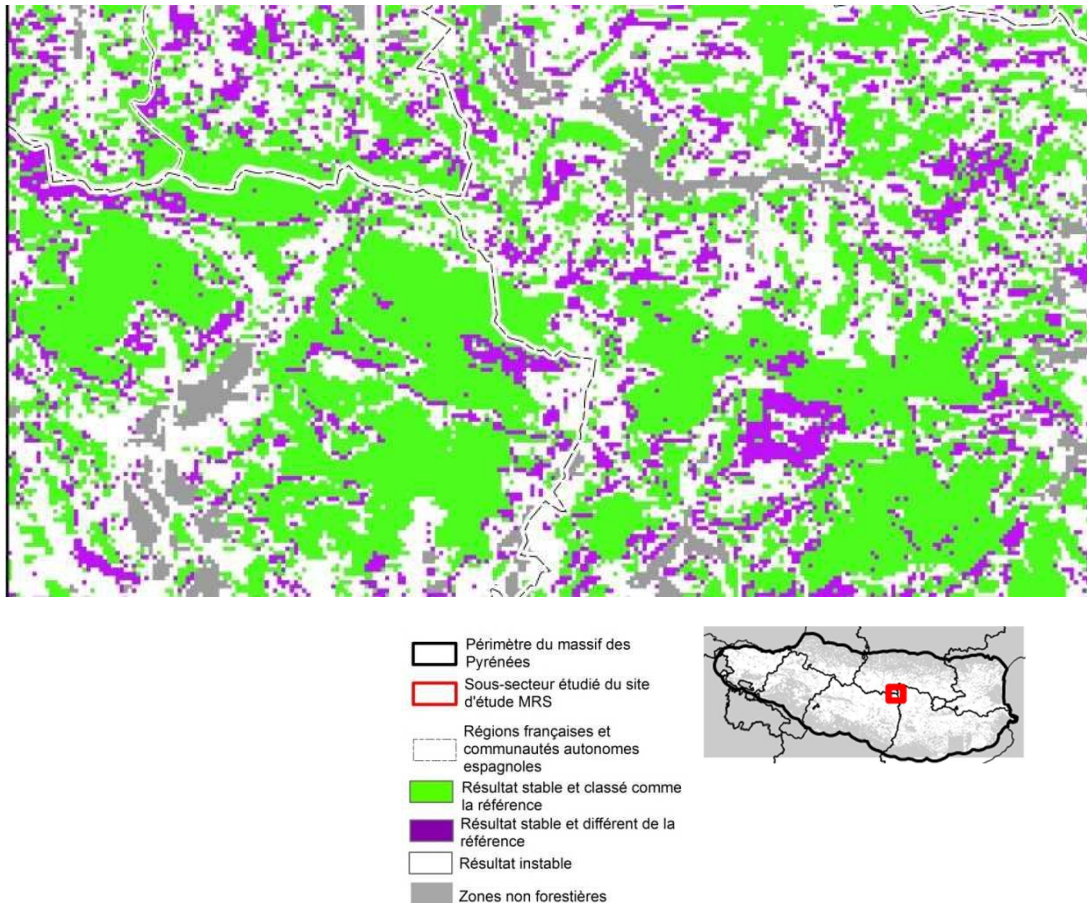 Périmètre du massif des
Pyrénées
Sous-secteur étudié du site
d'étude MRS
Régions françaises et
communautés autonomes
espagnoles
Résultat stable et classé comme
la référence
Résultat stable et différent de la
référence
Résultat instable
Zones non forestières